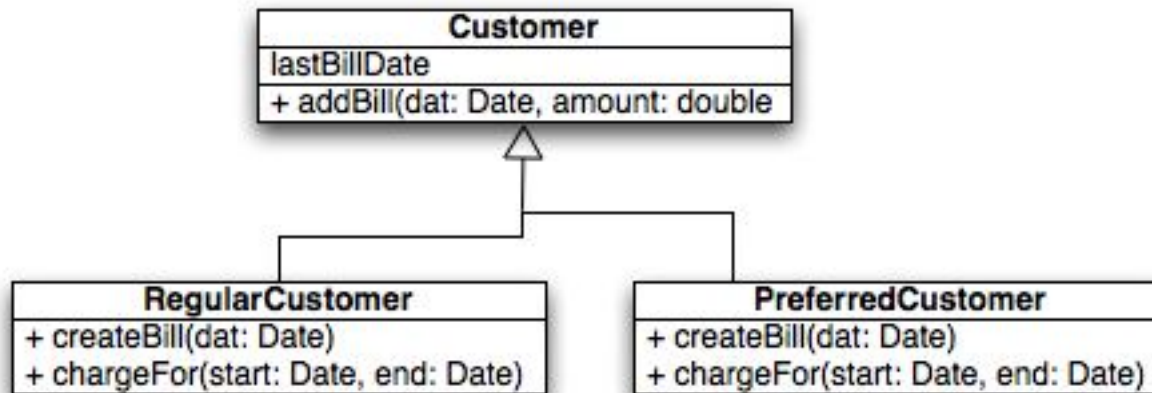 Customer
lastBillDate
+ addBill(dat: Date, amount: double
RegularCustomer
+ createBill(dat: Date)
+ chargeFor(start: Date, end: Date)
PreferredCustomer
+ createBill(dat: Date)
+ chargeFor(start: Date, end: Date)